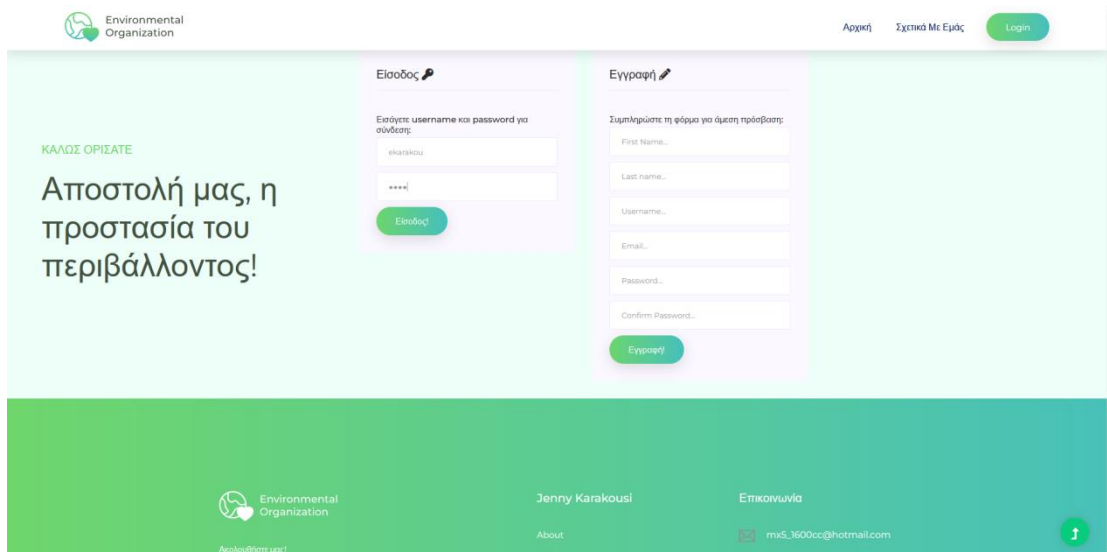 Environmental
Organization
Αρχική
Σχετικά Με Εμάς
Login
ΚΑΛΩΣ ΟΡΙΣΑΤΕ
Αποστολή μας, η
προστασία του
περιβάλλοντος!
Είσοδος
Εισάγετε username και password για
σύνδεση:
ekarakou
Είσοδος!
Εγγραφή
Συμπληρώστε τη φόρμα για άμεση πρόσβαση:
First Name...
Last name...
Username...
Email...
Password...
Confirm Password...
Εγγραφή!
Environmental
Organization
Ακολουθήστε μας!
Jenny Karakousi
About
Επικοινωνία
mx5_1600cc@hotmail.com